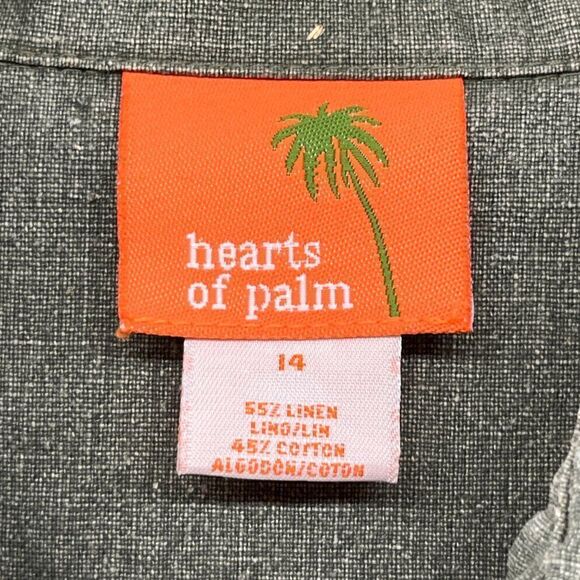 hearts
of palm
14
55% LINEN
LINO/LIN
45% COTTON
ALGODON/COTON